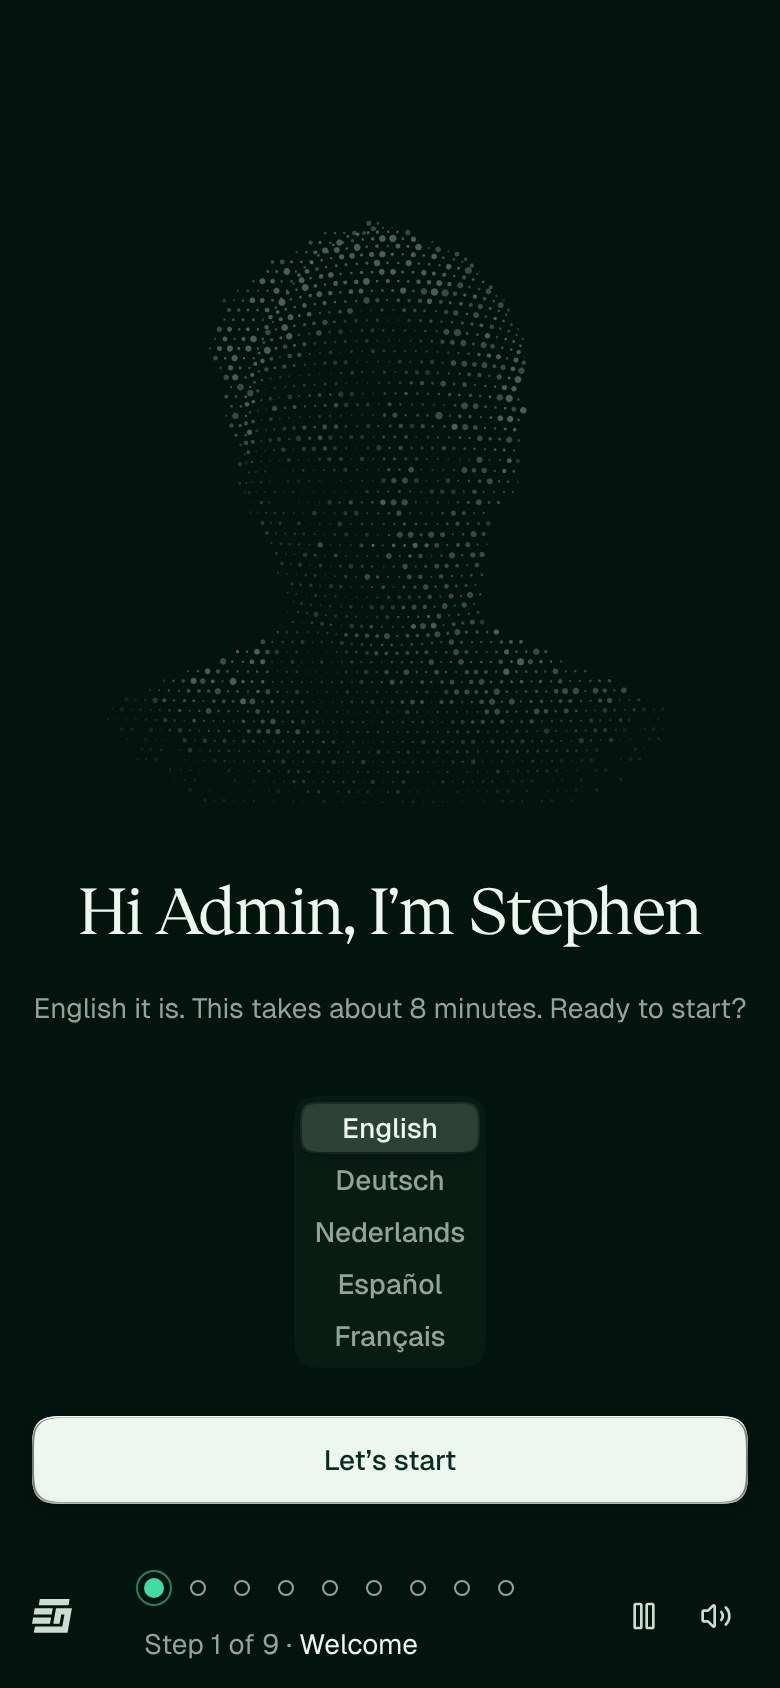 Hi Admin, I’m Stephen
English it is. This takes about 8 minutes. Ready to start?
English
Deutsch
Nederlands
Español
Français
Let’s start
Step 1 of 9 · Welcome